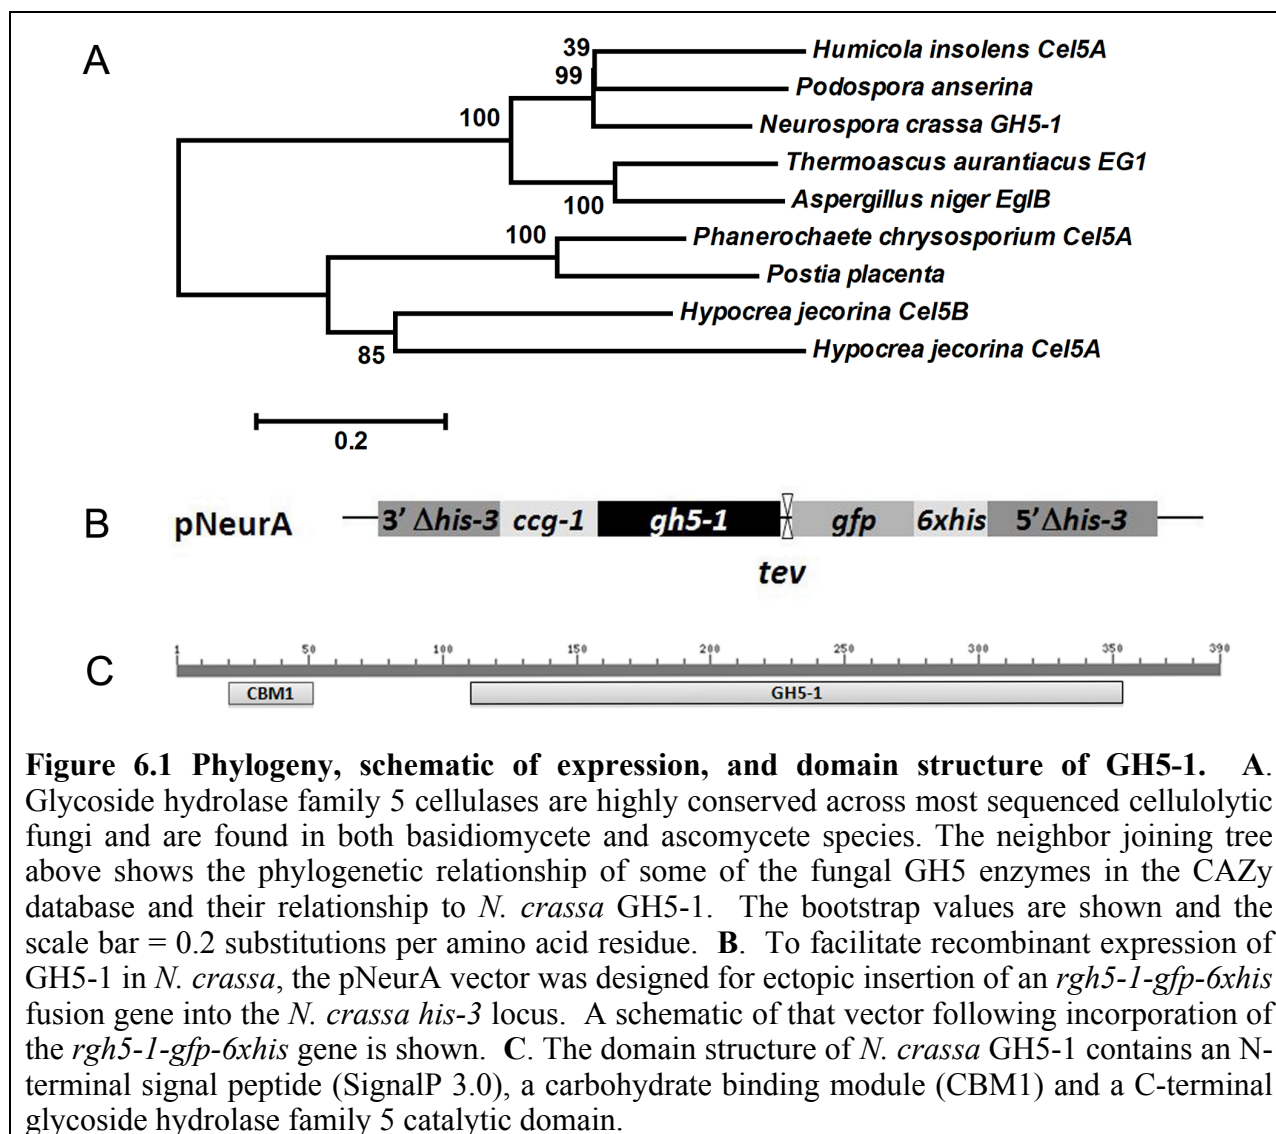 A
39
Humicola insolens Cel5A
99
Podospora anserina
100
Neurospora crassa GH5-1
Thermoascus aurantiacus EG1
100
Aspergillus niger EglB
100
Phanerochaete chrysosporium Cel5A
Postia placenta
Hypocrea jecorina Cel5B
85
Hypocrea jecorina Cel5A
0.2
B
pNeurA
3' Δhis-3 ccg-1 gh5-1 gfp 6xhis 5'Δhis-3
tev
C
1 50 100 150 200 250 300 350 390
CBM1 GH5-1
Figure 6.1 Phylogeny, schematic of expression, and domain structure of GH5-1. A.
Glycoside hydrolase family 5 cellulases are highly conserved across most sequenced cellulolytic
fungi and are found in both basidiomycete and ascomycete species. The neighbor joining tree
above shows the phylogenetic relationship of some of the fungal GH5 enzymes in the CAZy
database and their relationship to N. crassa GH5-1. The bootstrap values are shown and the
scale bar = 0.2 substitutions per amino acid residue. B. To facilitate recombinant expression of
GH5-1 in N. crassa, the pNeurA vector was designed for ectopic insertion of an rgh5-1-gfp-6xhis
fusion gene into the N. crassa his-3 locus. A schematic of that vector following incorporation of
the rgh5-1-gfp-6xhis gene is shown. C. The domain structure of N. crassa GH5-1 contains an N-
terminal signal peptide (SignalP 3.0), a carbohydrate binding module (CBM1) and a C-terminal
glycoside hydrolase family 5 catalytic domain.